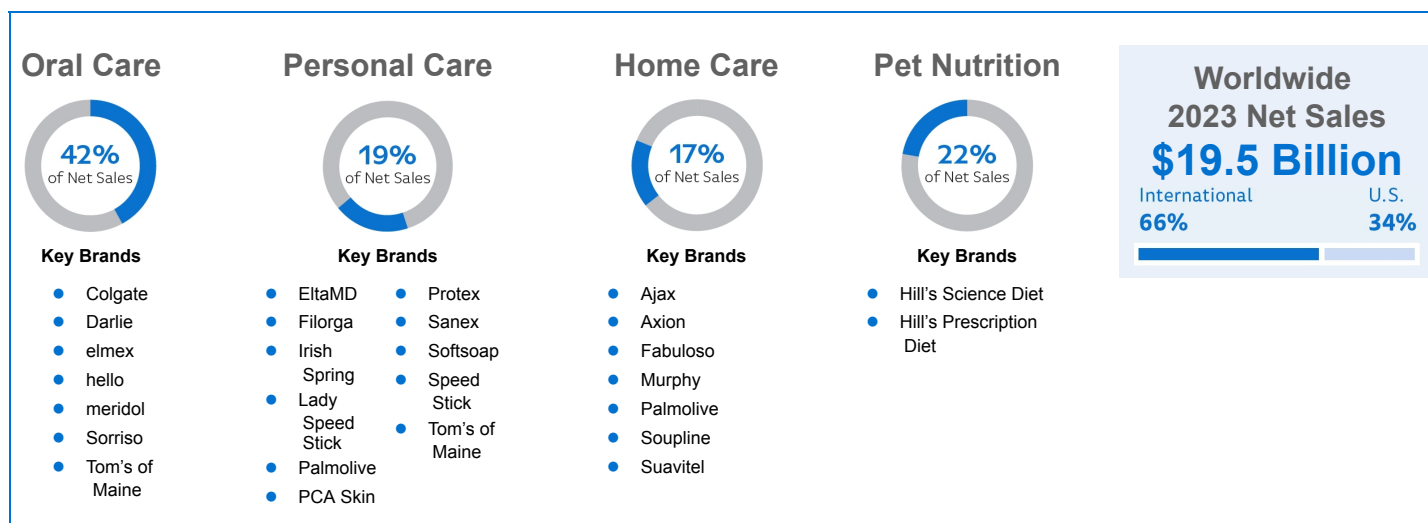 Oral Care
42%
of Net Sales
Key Brands
Colgate
Darlie
elmex
hello
meridol
Sorriso
Tom's of
Maine
Personal Care
19%
of Net Sales
Key Brands
EltaMD
Filorga
Irish
Spring
Lady
Speed
Stick
Palmolive
PCA Skin
Protex
Sanex
Softsoap
Speed
Stick
Tom's of
Maine
Home Care
17%
of Net Sales
Key Brands
Ajax
Axion
Fabuloso
Murphy
Palmolive
Soupline
Suavitel
Pet Nutrition
22%
of Net Sales
Key Brands
Hill's Science Diet
Hill's Prescription
Diet
Worldwide
2023 Net Sales
$19.5 Billion
International U.S.
66% 34%